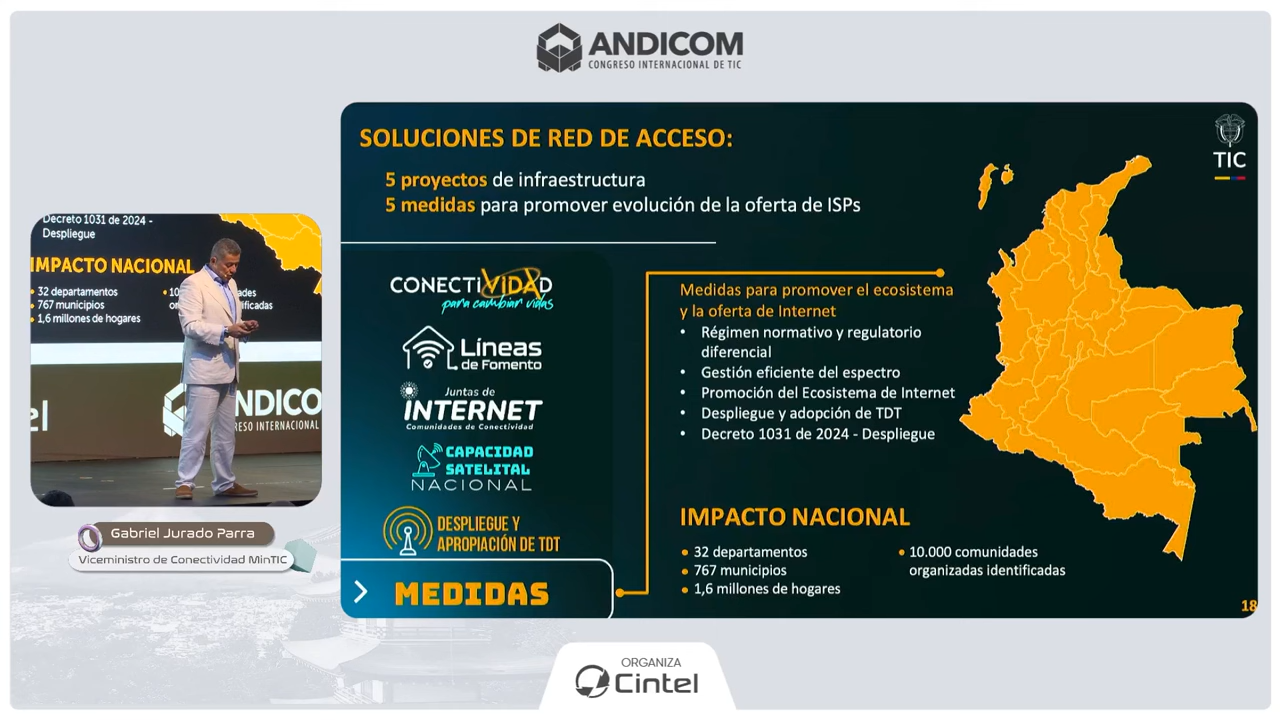 ANDICOM
CONGRESO INTERNACIONAL DE TIC
SOLUCIONES DE RED DE ACCESO:
5 proyectos de infraestructura
5 medidas para promover evolución de la oferta de ISPs
TIC
CONECTIVIDAD
para cambiar vidas
Líneas
de Fomento
Juntas de
INTERNET
Comunidades de Conectividad
CAPACIDAD
SATELITAL
NACIONAL
DESPLIEGUE Y
APROPIACIÓN DE TDT
MEDIDAS
Medidas para promover el ecosistema
y la oferta de Internet
• Régimen normativo y regulatorio
diferencial
• Gestión eficiente del espectro
• Promoción del Ecosistema de Internet
• Despliegue y adopción de TDT
• Decreto 1031 de 2024 - Despliegue
IMPACTO NACIONAL
• 32 departamentos
• 767 municipios
• 1,6 millones de hogares
• 10.000 comunidades
organizadas identificadas
18
Decreto 1031 de 2024 -
Despliegue
IMPACTO NACIONAL
• 32 departamentos
• 767 municipios
• 1,6 millones de hogares
NDICO
ESO INTERNACIONAL
Gabriel Jurado Parra
Viceministro de Conectividad MinTIC
ORGANIZA
Cintel